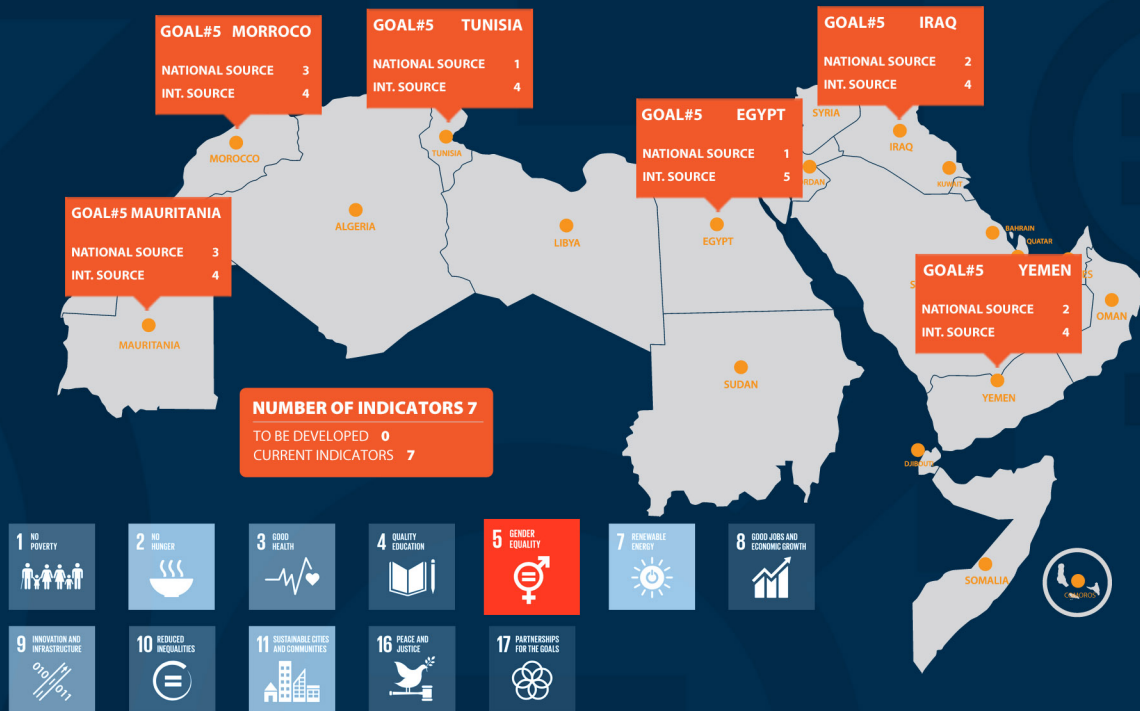 GOAL#5 MORROCO
NATIONAL SOURCE 3
INT. SOURCE 4
GOAL#5 TUNISIA
NATIONAL SOURCE 1
INT. SOURCE 4
GOAL#5 IRAQ
NATIONAL SOURCE 2
INT. SOURCE 4
GOAL#5 EGYPT
NATIONAL SOURCE 1
INT. SOURCE 5
GOAL#5 MAURITANIA
NATIONAL SOURCE 3
INT. SOURCE 4
GOAL#5 YEMEN
NATIONAL SOURCE 2
INT. SOURCE 4
SYRIA
MOROCCO
TUNISIA
IRAQ
KUWAIT
ALGERIA
LIBYA
EGYPT
BAHRAIN
QUATAR
OMAN
MAURITANIA
SUDAN
YEMEN
DJIBOUTI
SOMALIA
COMOROS
NUMBER OF INDICATORS 7
TO BE DEVELOPED 0
CURRENT INDICATORS 7
1 NO
POVERTY
2 NO
HUNGER
3 GOOD
HEALTH
4 QUALITY
EDUCATION
5 GENDER
EQUALITY
7 RENEWABLE
ENERGY
8 GOOD JOBS AND
ECONOMIC GROWTH
9 INNOVATION AND
INFRASTRUCTURE
10 REDUCED
INEQUALITIES
11 SUSTAINABLE CITIES
AND COMMUNITIES
16 PEACE AND
JUSTICE
17 PARTNERSHIPS
FOR THE GOALS